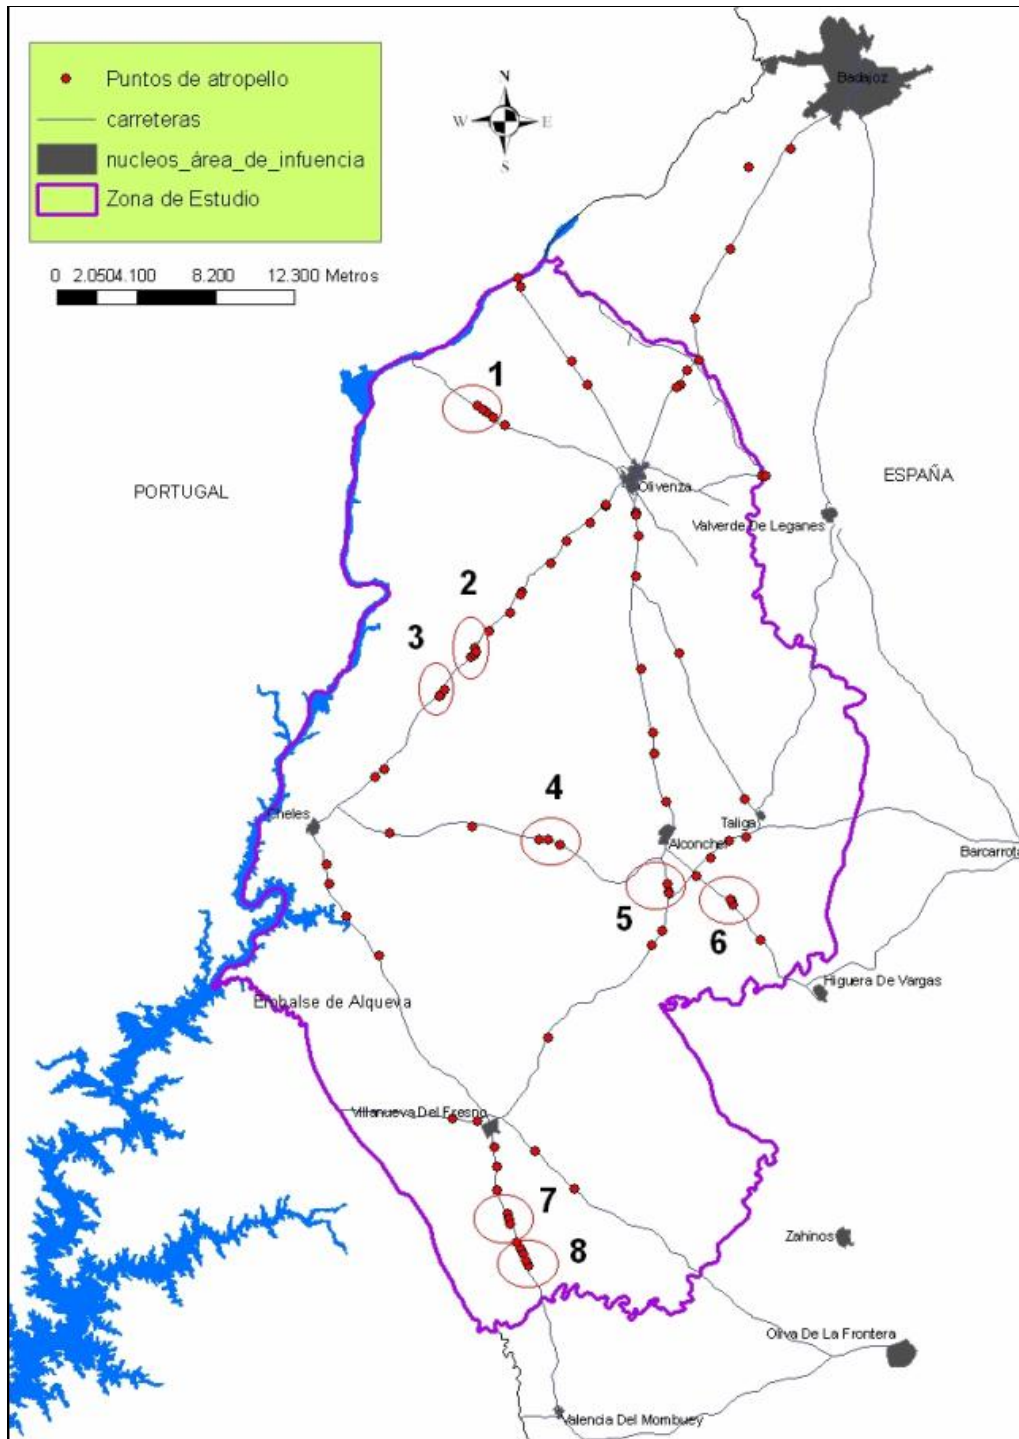 Badajoz
Puntos de atropello
carreteras
nucleos_área_de_infuencia
Zona de Estudio
N
W E
S
0 2.0504.100 8.200 12.300 Metros
1
PORTUGAL
ESPAÑA
Olivenza
Valverde De Leganes
2
3
4
Cheles
Taliga
Alconchel
Barcarrota
5
6
Higuera De Vargas
Embalse de Alqueva
Villanueva Del Fresno
7
Zahinos
8
Oliva De La Frontera
Valencia Del Mombuey